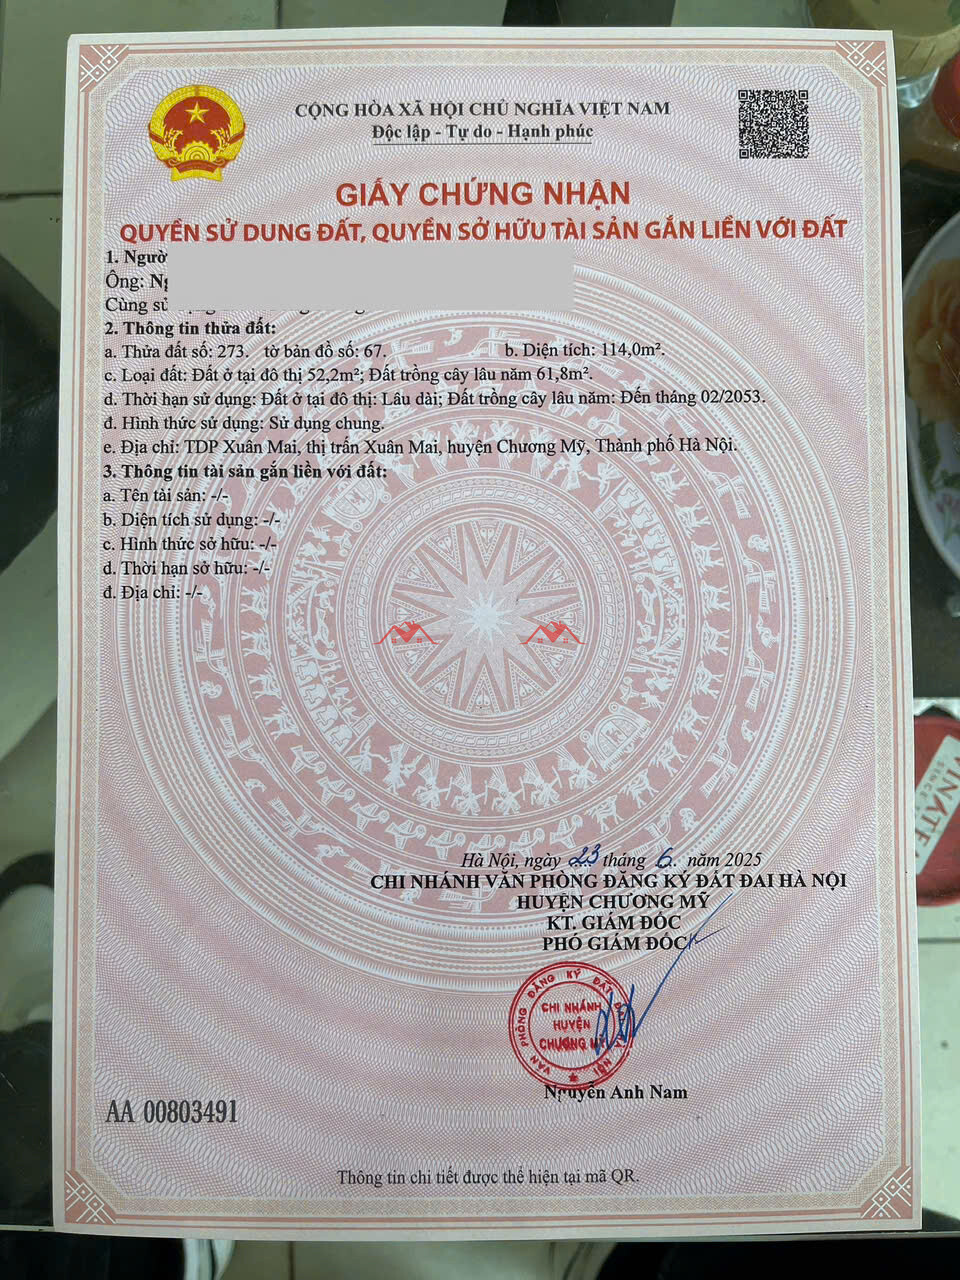 CỘNG HÒA XÃ HỘI CHỦ NGHĨA VIỆT NAM
Độc lập - Tự do - Hạnh phúc
GIẤY CHỨNG NHẬN
QUYỀN SỬ DỤNG ĐẤT, QUYỀN SỞ HỮU TÀI SẢN GẮN LIỀN VỚI ĐẤT
1.
Ông:
Cùng
2. Thông tin thửa đất:
a. Thửa đất số: 273. tờ bản đồ số: 67. b. Diện tích: 114,0m².
c. Loại đất: Đất ở tại đô thị 52,2m²; Đất trồng cây lâu năm 61,8m².
d. Thời hạn sử dụng: Đất ở tại đô thị: Lâu dài; Đất trồng cây lâu năm: Đến tháng 02/2053.
đ. Hình thức sử dụng: Sử dụng chung.
e. Địa chỉ: TDP Xuân Mai, thị trấn Xuân Mai, huyện Chương Mỹ, Thành phố Hà Nội.
3. Thông tin tài sản gắn liền với đất:
a. Tên tài sản: -/-
b. Diện tích sử dụng: -/-
c. Hình thức sở hữu: -/-
d. Thời hạn sở hữu: -/-
đ. Địa chỉ: -/-
Hà Nội, ngày 23 tháng 6 năm 2025
CHI NHÁNH VĂN PHÒNG ĐĂNG KÝ ĐẤT ĐAI HÀ NỘI
HUYỆN CHƯƠNG MỸ
KT. GIÁM ĐỐC
PHÓ GIÁM ĐỐC
VĂN PHÒNG ĐĂNG KÝ ĐẤT NỘI
CHI NHÁNH
HUYỆN
CHƯƠNG MỸ
Nguyễn Anh Nam
AA 00803491
Thông tin chi tiết được thể hiện tại mã QR.